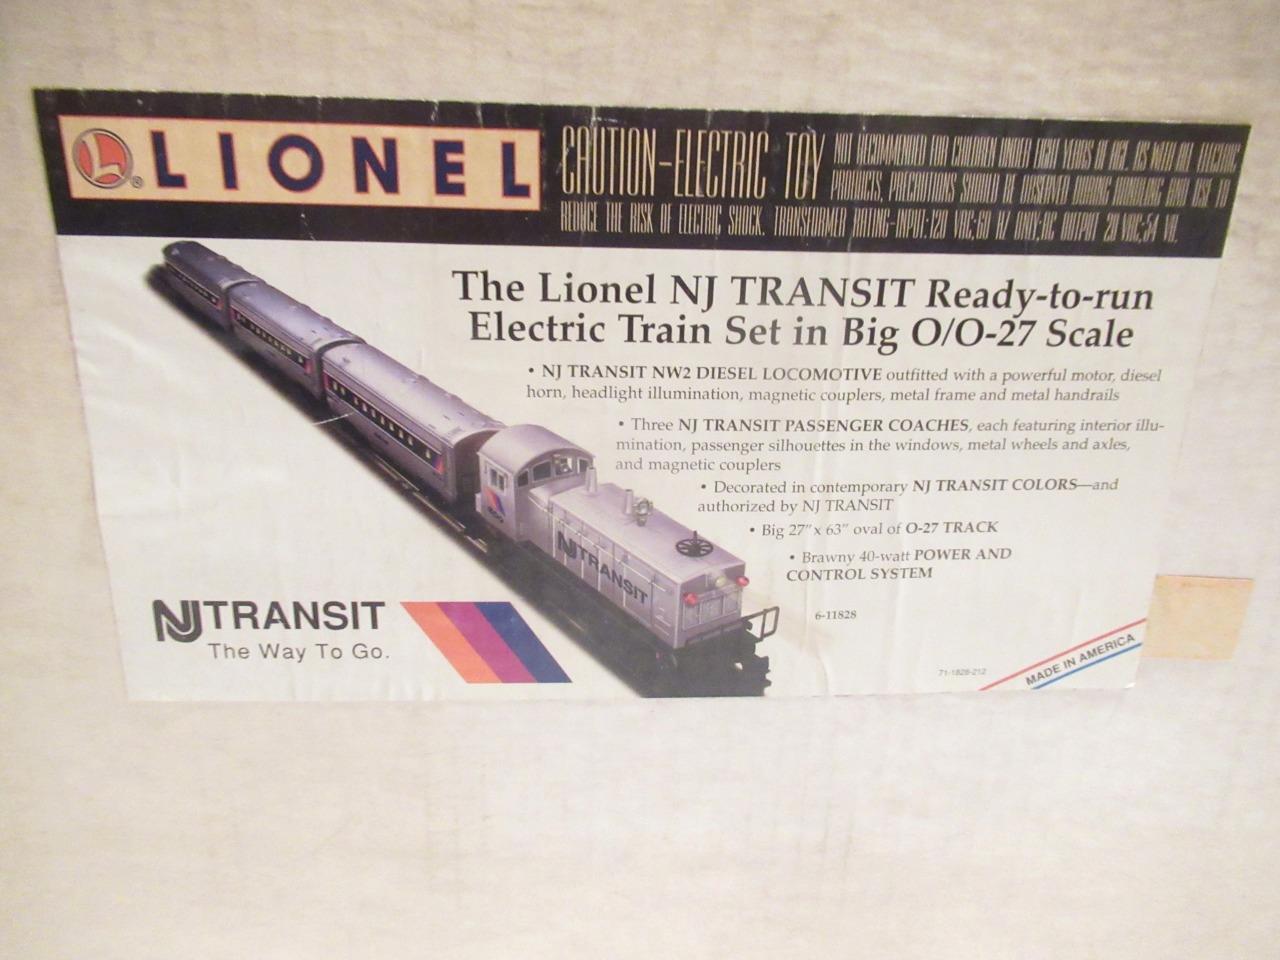 L LIONEL®
CAUTION-ELECTRIC TOY NOT RECOMMENDED FOR CHILDREN UNDER EIGHT YEARS OF AGE. AS WITH ALL ELECTRIC
PRODUCTS, PRECAUTIONS SHOULD BE OBSERVED DURING HANDLING AND USE TO
REDUCE THE RISK OF ELECTRIC SHOCK. TRANSFORMER RATING-INPUT: 120 VAC; 60 HZ ONLY; AC OUTPUT 20 VAC; 54 VA.
The Lionel NJ TRANSIT Ready-to-run
Electric Train Set in Big O/O-27 Scale
• NJ TRANSIT NW2 DIESEL LOCOMOTIVE outfitted with a powerful motor, diesel
horn, headlight illumination, magnetic couplers, metal frame and metal handrails
• Three NJ TRANSIT PASSENGER COACHES, each featuring interior illu-
mination, passenger silhouettes in the windows, metal wheels and axles,
and magnetic couplers
• Decorated in contemporary NJ TRANSIT COLORS—and
authorized by NJ TRANSIT
• Big 27" x 63" oval of O-27 TRACK
• Brawny 40-watt POWER AND
CONTROL SYSTEM
6-11828
500
NJ TRANSIT
NJ TRANSIT
The Way To Go.
71-1828-212
MADE IN AMERICA